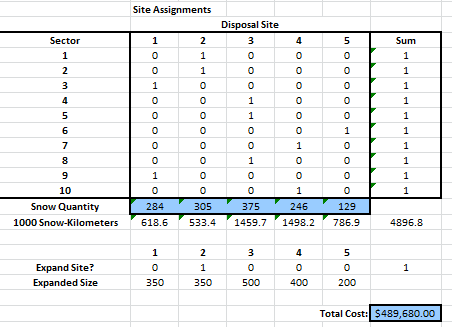 Site Assignments
Disposal Site
Sector 1 2 3 4 5 Sum
1 0 1 0 0 0 1
2 0 1 0 0 0 1
3 1 0 0 0 0 1
4 0 0 1 0 0 1
5 0 0 1 0 0 1
6 0 0 0 0 1 1
7 0 0 0 1 0 1
8 0 0 1 0 0 1
9 1 0 0 0 0 1
10 0 0 0 1 0 1
Snow Quantity 284 305 375 246 129
1000 Snow-Kilometers 618.6 533.4 1459.7 1498.2 786.9 4896.8
1 2 3 4 5
Expand Site? 0 1 0 0 0 1
Expanded Size 350 350 500 400 200
Total Cost: $489,680.00